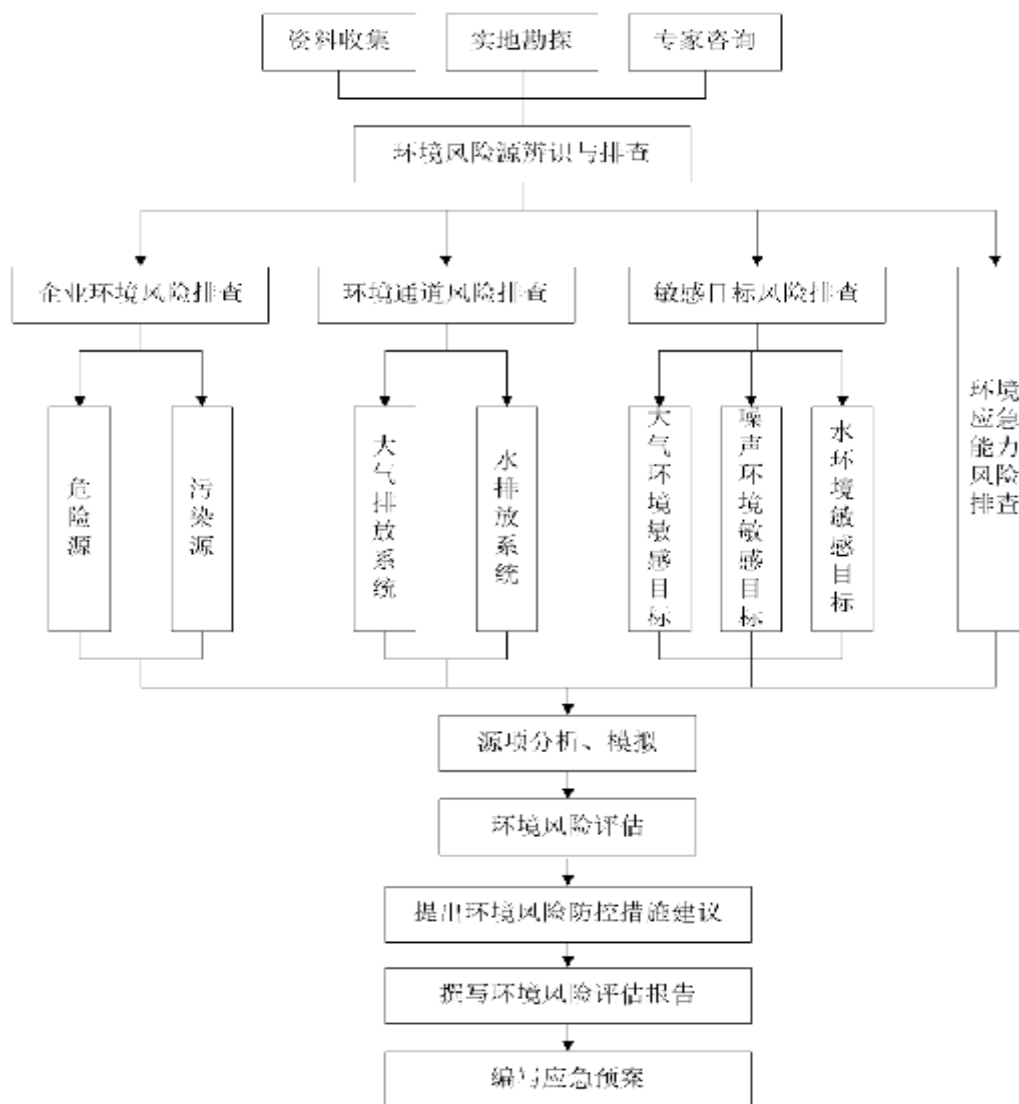 资料收集
实地勘探
专家咨询
环境风险源辨识与排查
企业环境风险排查
环境通道风险排查
敏感目标风险排查
环境
应急
能力
风险
排查
危险源
污染源
大气排放系统
水排放系统
大气环境敏感目标
噪声环境敏感目标
水环境敏感目标
源项分析、模拟
环境风险评估
提出环境风险防控措施建议
撰写环境风险评估报告
编写应急预案